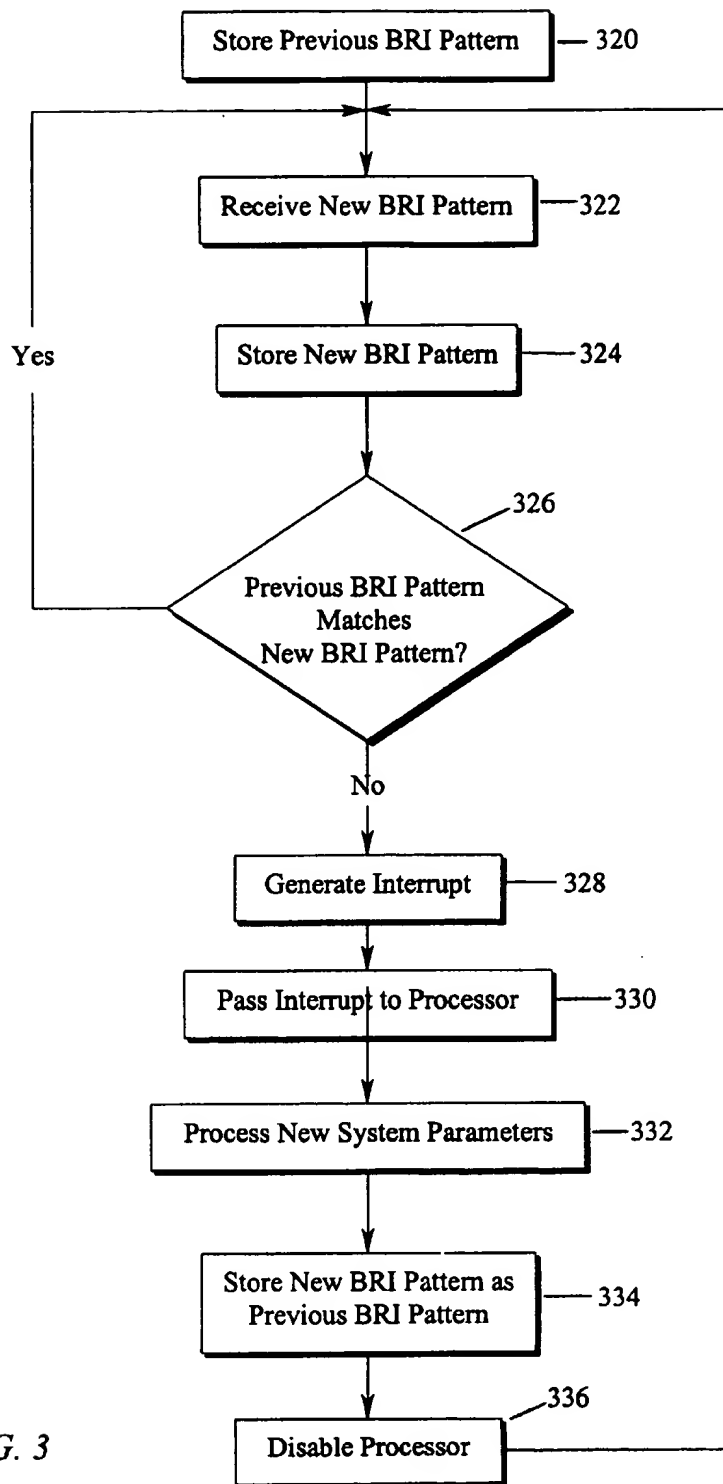 Store Previous BRI Pattern
320
Receive New BRI Pattern
322
Store New BRI Pattern
324
Yes
326
Previous BRI Pattern
Matches
New BRI Pattern?
No
Generate Interrupt
328
Pass Interrupt to Processor
330
Process New System Parameters
332
Store New BRI Pattern as
Previous BRI Pattern
334
336
Disable Processor
G. 3